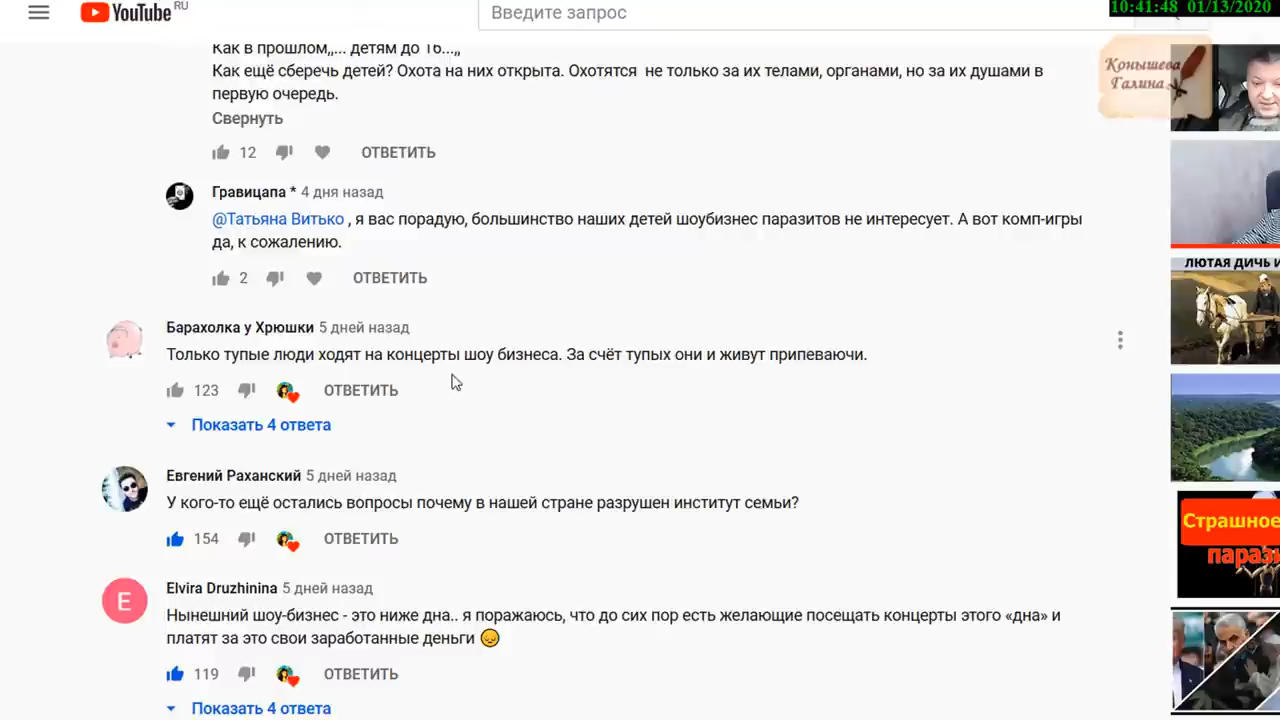 YouTube RU
Введите запрос
10:41:48 01/13/2020
Конышева
Галина
Как в прошлом,,... детям до 16...,,
Как ещё сберечь детей? Охота на них открыта. Охотятся не только за их телами, органами, но за их душами в
первую очередь.
Свернуть
12 ОТВЕТИТЬ
Гравицапа * 4 дня назад
@Татьяна Витько , я вас порадую, большинство наших детей шоубизнес паразитов не интересует. А вот комп-игры
да, к сожалению.
2 ОТВЕТИТЬ
Барахолка у Хрюшки 5 дней назад
Только тупые люди ходят на концерты шоу бизнеса. За счёт тупых они и живут припеваючи.
123 ОТВЕТИТЬ
Показать 4 ответа
Евгений Раханский 5 дней назад
У кого-то ещё остались вопросы почему в нашей стране разрушен институт семьи?
154 ОТВЕТИТЬ
E
Elvira Druzhinina 5 дней назад
Нынешний шоу-бизнес - это ниже дна.. я поражаюсь, что до сих пор есть желающие посещать концерты этого «дна» и
платят за это свои заработанные деньги
119 ОТВЕТИТЬ
Показать 4 ответа
ЛЮТАЯ ДИЧЬ И
Страшное
парази